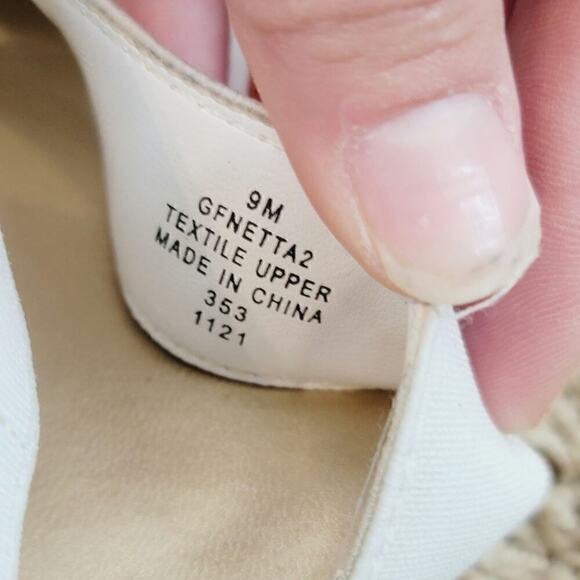 9M
GFNETTA2
TEXTILE UPPER
MADE IN CHINA
353
1121